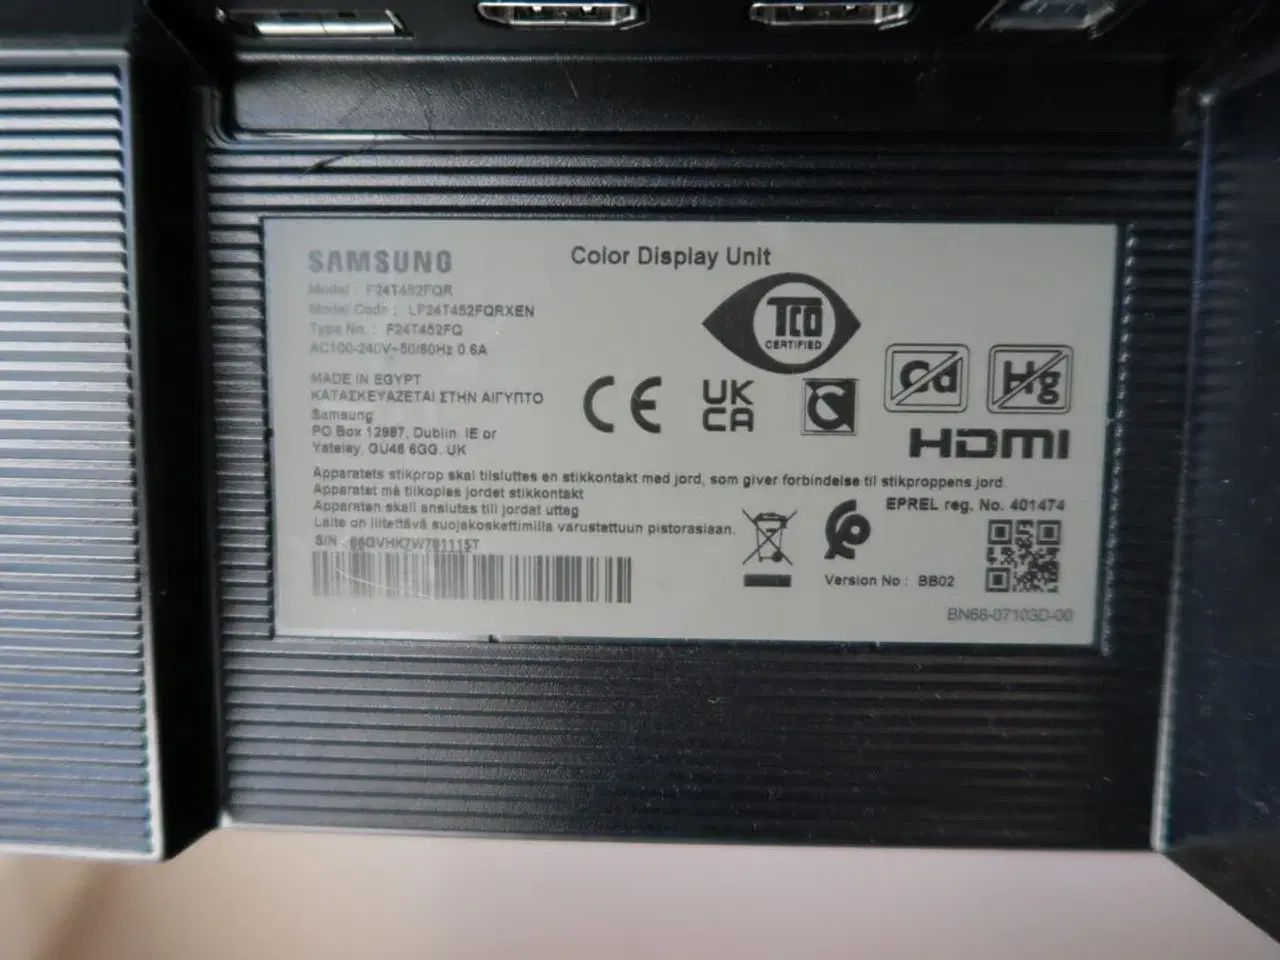 SAMSUNG
Color Display Unit
Model : F24T452FQR
Model Code : LF24T452FQRXEN
Type No. : F24T452FQ
AC100-240V~50/60Hz 0.6A
TCO
CERTIFIED
MADE IN EGYPT
ΚΑΤΑΣΚΕΥΑΖΕΤΑΙ ΣΤΗΝ ΑΙΓΥΠΤΟ
Samsung
PO Box 12987, Dublin. IE or
Yateley, GU46 6GG. UK
CE
UK
CA
Cd
Hg
HDMI
Apparatets stikprop skal tilsluttes en stikkontakt med jord, som giver forbindelse til stikproppens jord.
Apparatet må tilkoples jordet stikkontakt
Apparaten skall anslutas till jordat uttag
Laite on liitettävä suojakoskettimilla varustettuun pistorasiaan.
EPREL reg. No. 401474
S/N : 66GVHK7W781115T
Version No : BB02
BN68-07103D-00